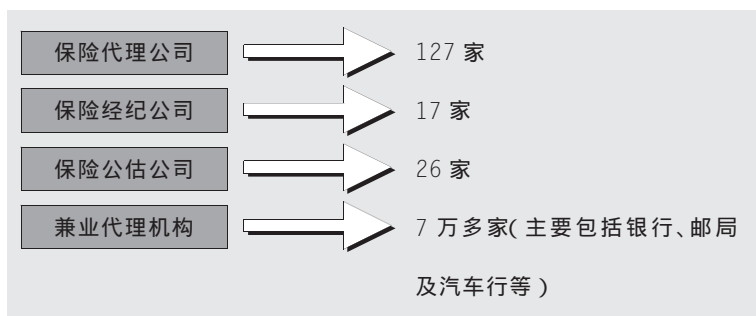 保险代理公司 127 家
保险经纪公司 17 家
保险公估公司 26 家
兼业代理机构 7 万多家(主要包括银行、邮局
及汽车行等)